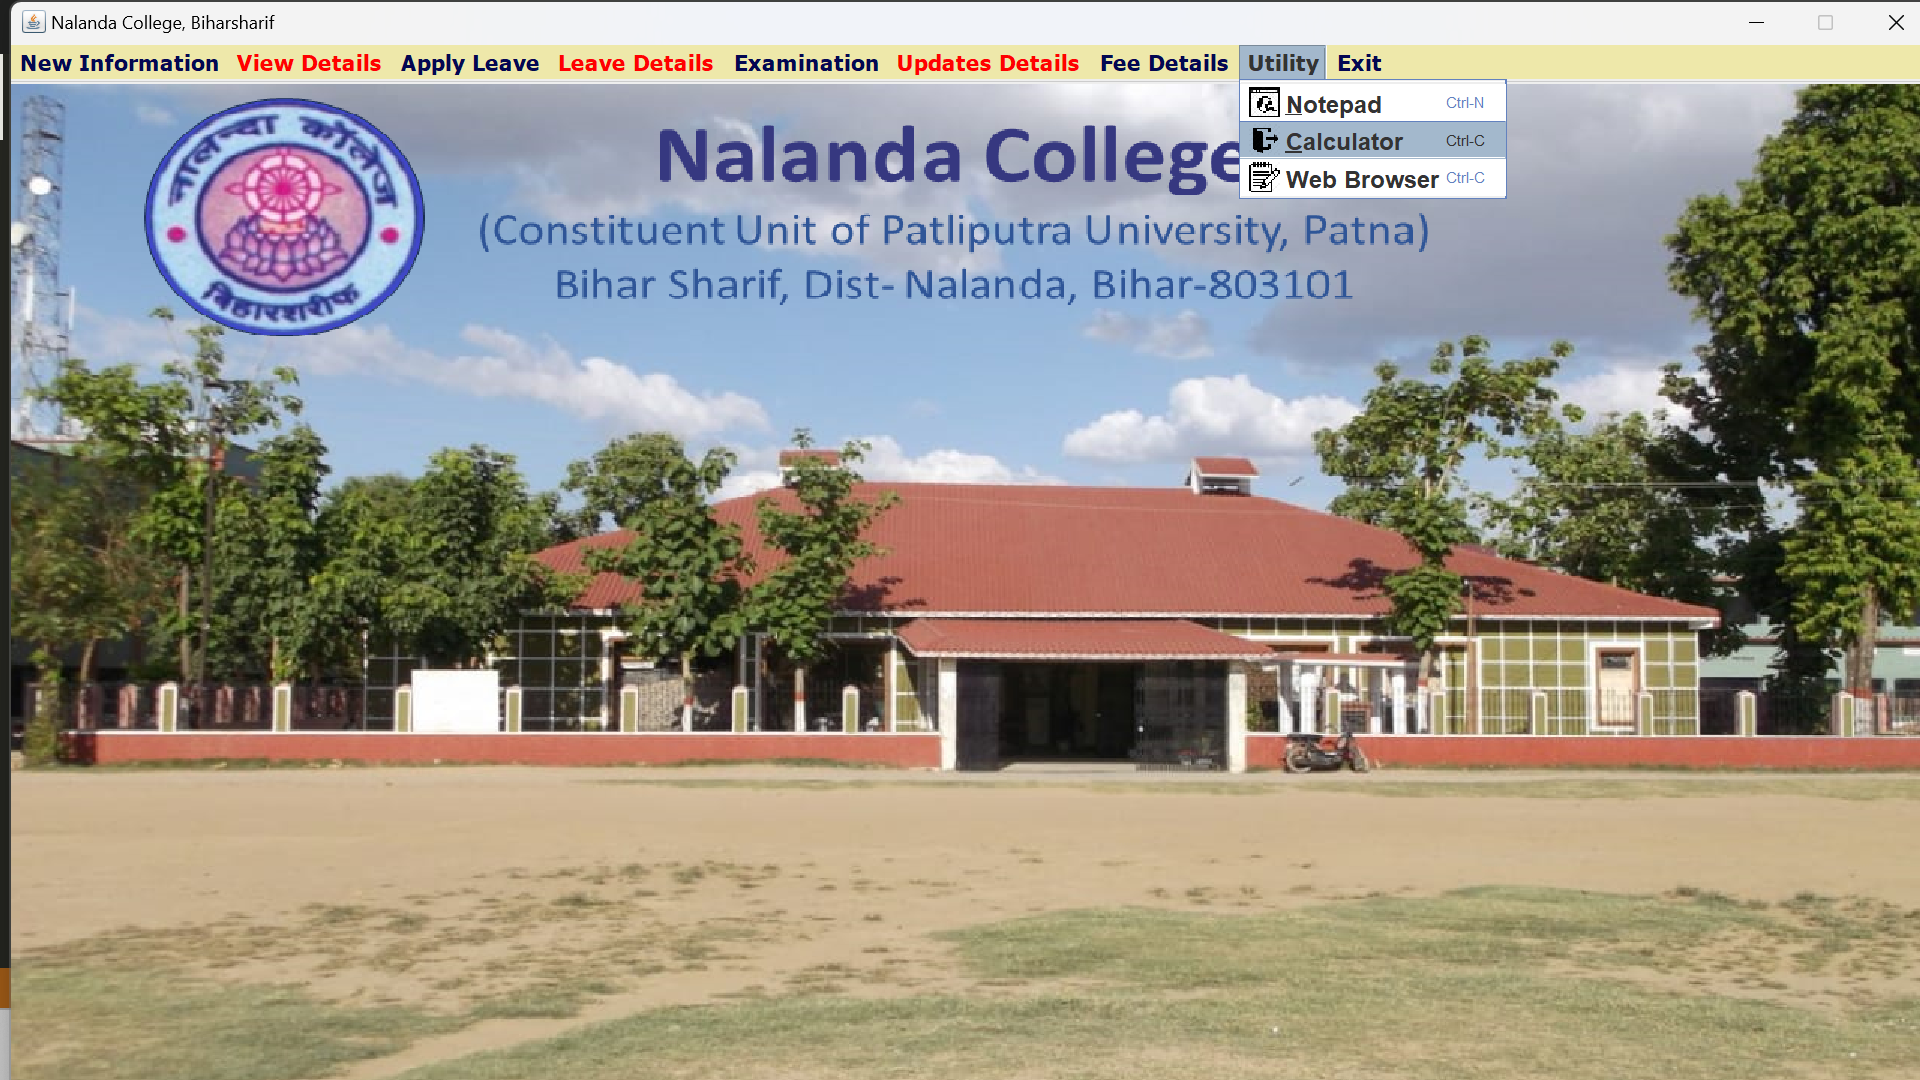 Nalanda College, Biharsharif
New Information View Details Apply Leave Leave Details Examination Updates Details Fee Details Utility Exit
Notepad Ctrl-N
Calculator Ctrl-C
Web Browser Ctrl-C
नालन्दा कॉलेज
बिहारशरीफ
Nalanda College
(Constituent Unit of Patliputra University, Patna)
Bihar Sharif, Dist- Nalanda, Bihar-803101